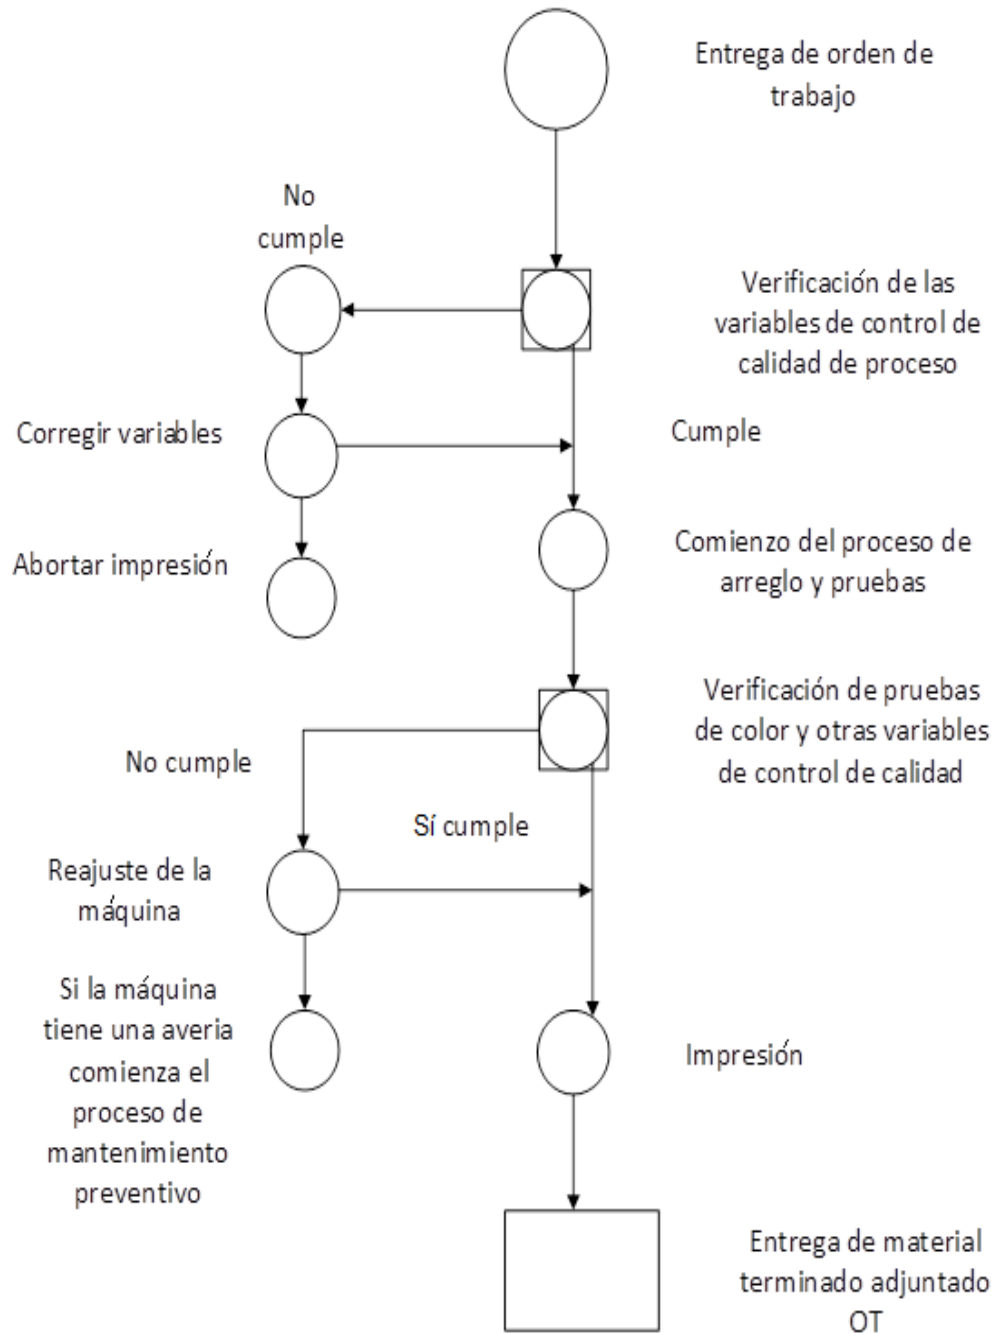 Entrega de orden de
trabajo
No
cumple
Verificación de las
variables de control de
calidad de proceso
Corregir variables
Cumple
Abortar impresión
Comienzo del proceso de
arreglo y pruebas
Verificación de pruebas
de color y otras variables
de control de calidad
No cumple
Sí cumple
Reajuste de la
máquina
Si la máquina
tiene una averia
comienza el
proceso de
mantenimiento
preventivo
Impresión
Entrega de material
terminado adjuntado
OT